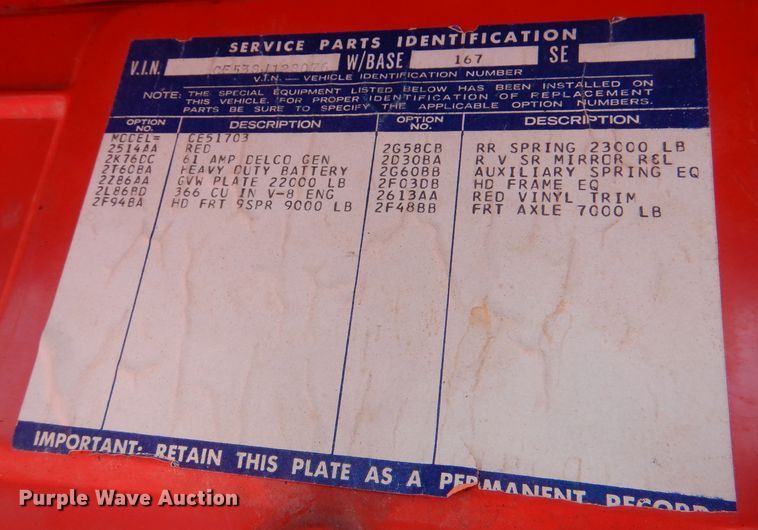 SERVICE PARTS IDENTIFICATION
V.I.N. W/BASE 167 SE
V.I.N. — VEHICLE IDENTIFICATION NUMBER
NOTE: THE SPECIAL EQUIPMENT LISTED BELOW HAS BEEN INSTALLED ON
THIS VEHICLE. FOR PROPER IDENTIFICATION OF REPLACEMENT
PARTS BE SURE TO SPECIFY THE APPLICABLE OPTION NUMBERS.
OPTION NO. DESCRIPTION OPTION NO. DESCRIPTION
MODEL= CE51703
2514AA RED
2K76DC 61 AMP DELCO GEN
2T60BA HEAVY DUTY BATTERY
2Z86AA GVW PLATE 22000 LB
2L86BD 366 CU IN V-8 ENG
2F94BA HD FRT SSPR 9000 LB
2G58CB RR SPRING 23000 LB
2D30BA R V SR MIRROR R&L
2G60BB AUXILIARY SPRING EQ
2F03DB HD FRAME EQ
2613AA RED VINYL TRIM
2F48BB FRT AXLE 7000 LB
IMPORTANT: RETAIN THIS PLATE AS A PERMANENT RECORD
Purple Wave Auction